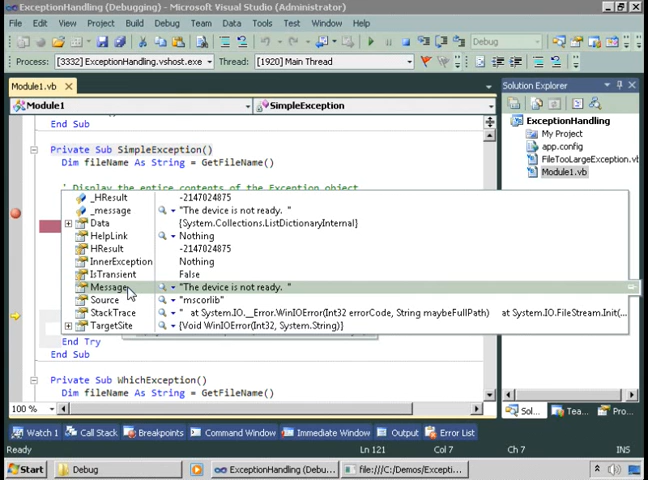 ExceptionHandling (Debugging) - Microsoft Visual Studio (Administrator)
File Edit View Project Build Debug Team Data Tools Test Window Help
Debug
Process: [3332] ExceptionHandling.vshost.exe Thread: [1920] Main Thread
Module1.vb
Solution Explorer
Module1 SimpleException
ExceptionHandling
My Project
app.config
FileTooLargeException.vb
Module1.vb
End Sub
Private Sub SimpleException()
Dim fileName As String = GetFileName()
' Display the entire contents of the Exception object
_HResult -2147024875
_message "The device is not ready. "
Data {System.Collections.ListDictionaryInternal}
HelpLink Nothing
HResult -2147024875
InnerException Nothing
IsTransient False
Message "The device is not ready. "
Source "mscorlib"
StackTrace " at System.IO.__Error.WinIOError(Int32 errorCode, String maybeFullPath) at System.IO.FileStream.Init(...
TargetSite {Void WinIOError(Int32, System.String)}
End Try
End Sub
Private Sub WhichException()
Dim fileName As String = GetFileName()
100 %
Sol... Tea... Pro...
Watch 1 Call Stack Breakpoints Command Window Immediate Window Output Error List
Ready Ln 121 Col 7 Ch 7 INS
Start Debug ExceptionHandling (Debu... file:///C:/Demos/Excepti...